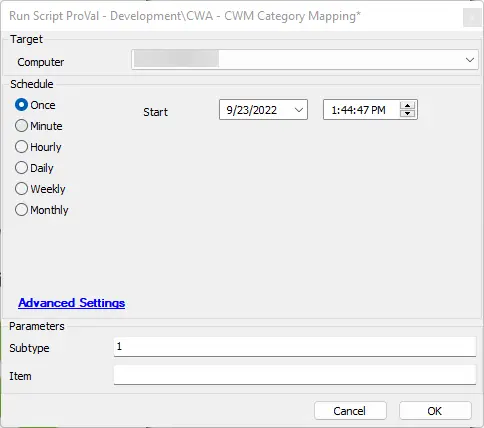 Run Script ProVal - Development\CWA - CWM Category Mapping*
Target
Computer
Schedule
Once
Start 9/23/2022 1:44:47 PM
Minute
Hourly
Daily
Weekly
Monthly
Advanced Settings
Parameters
Subtype 1
Item
Cancel OK